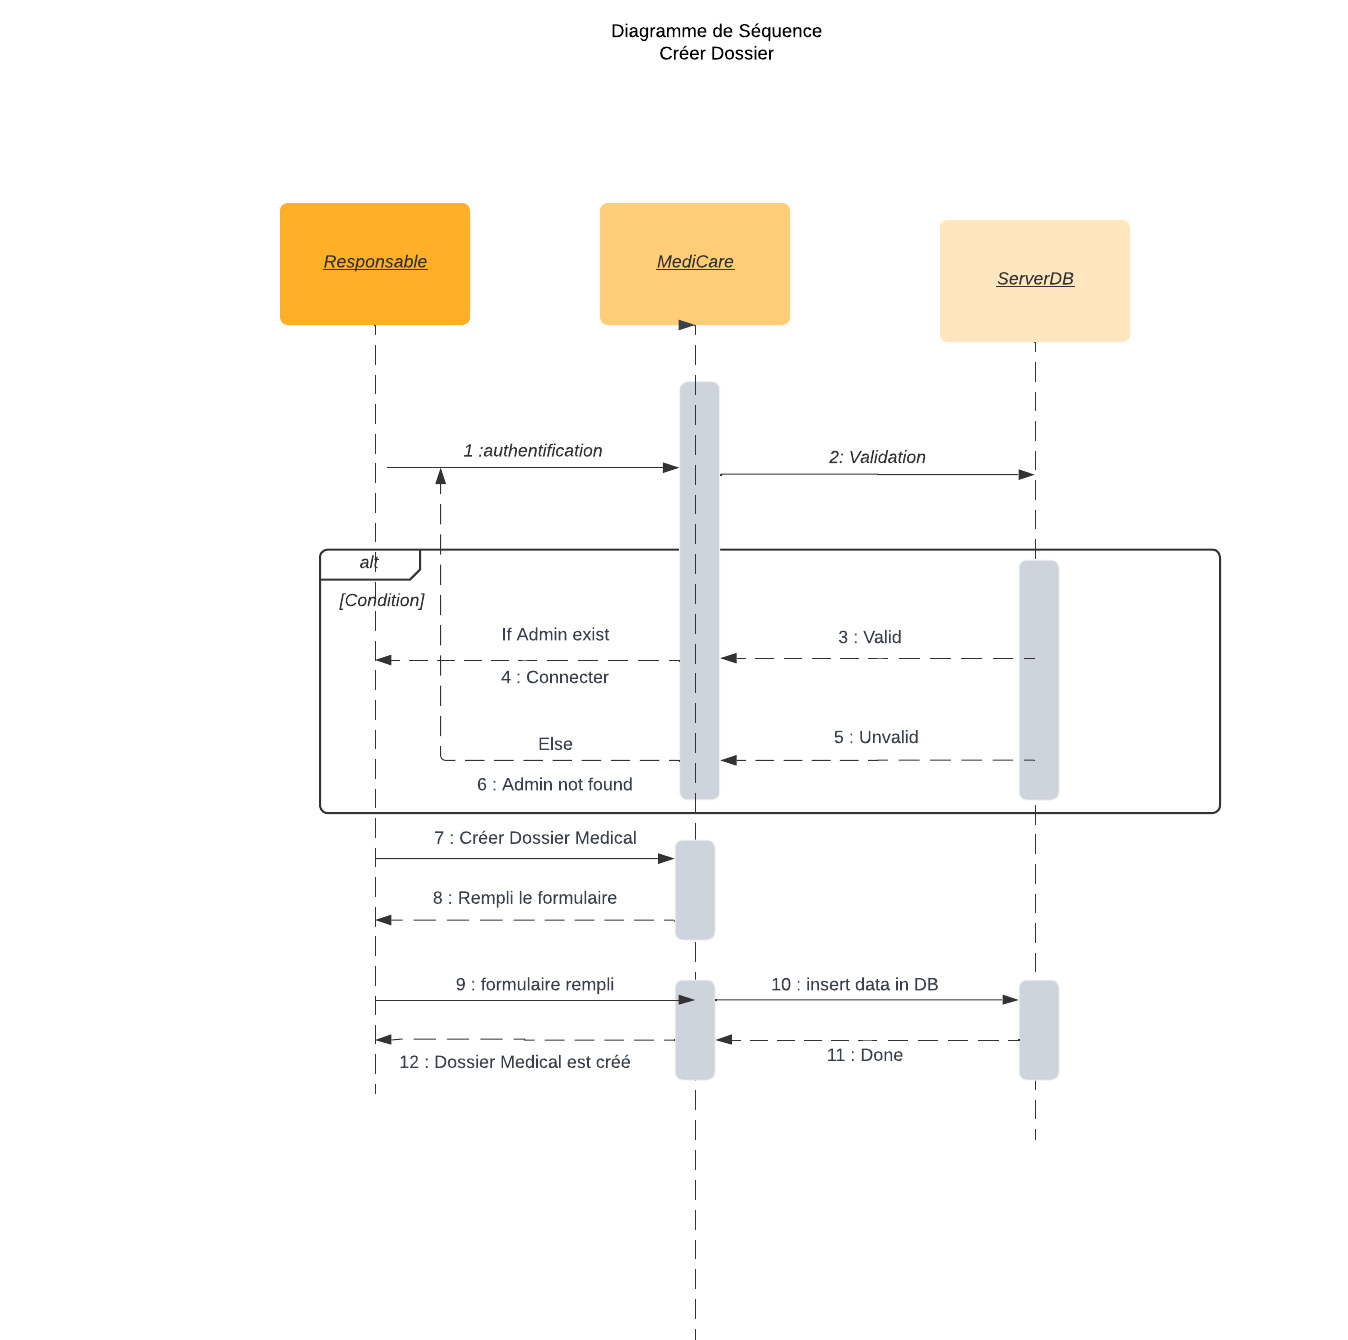 Diagramme de Séquence
Créer Dossier
Responsable
MediCare
ServerDB
1 :authentification
2: Validation
alt
[Condition]
If Admin exist
3 : Valid
4 : Connecter
5 : Unvalid
Else
6 : Admin not found
7 : Créer Dossier Medical
8 : Rempli le formulaire
9 : formulaire rempli
10 : insert data in DB
11 : Done
12 : Dossier Medical est créé